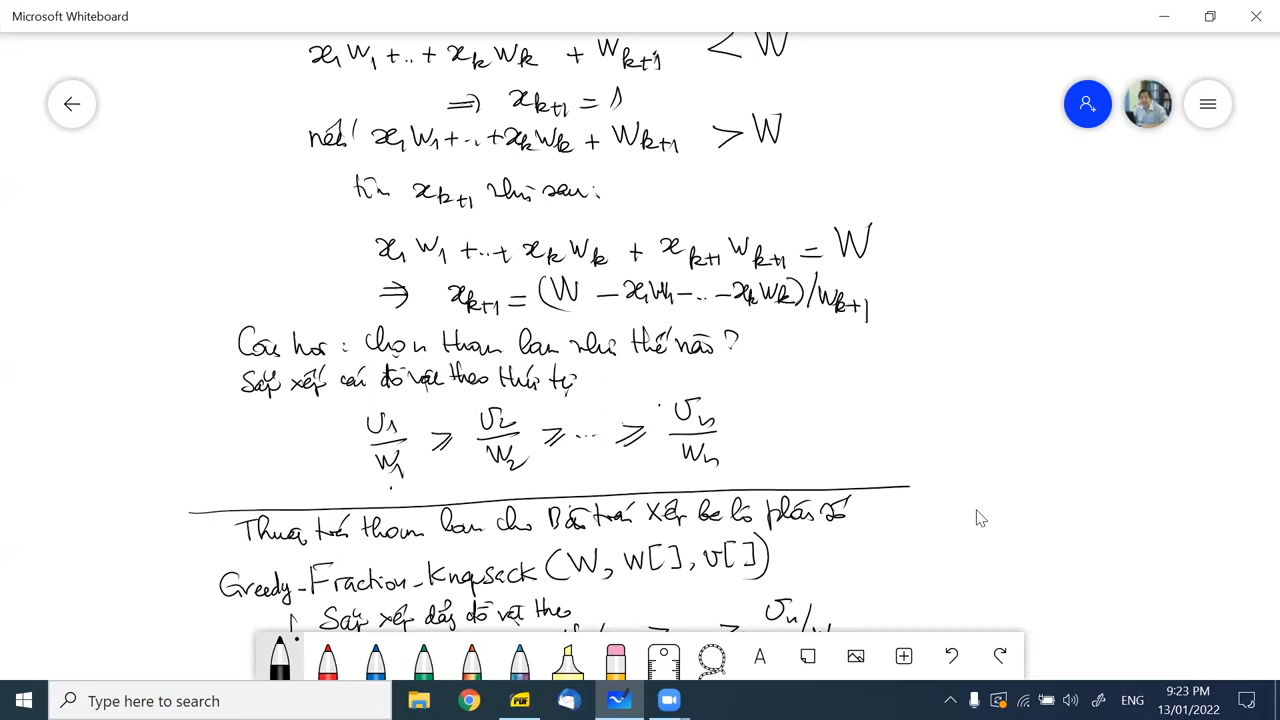 Microsoft Whiteboard
x₁w₁ + .. + xₖwₖ + wₖ₊₁ < W
⇒ xₖ₊₁ = 1
nếu x₁w₁ + .. + xₖwₖ + wₖ₊₁ > W
tìm xₖ₊₁ như sau:
x₁w₁ + ..+ xₖwₖ + xₖ₊₁wₖ₊₁ = W
⇒ xₖ₊₁ = (W - x₁w₁ - .. - xₖwₖ)/wₖ₊₁
Câu hỏi : chọn tham lam như thế nào ?
Sắp xếp các đồ vật theo thứ tự
v₁/w₁ ≥ v₂/w₂ ≥ ... ≥ vₙ/wₙ
Thuật toán tham lam cho Bài toán xếp ba lô phân số
Greedy-Fraction-Knapsack (W, w[], v[])
Sắp xếp dãy đồ vật theo
≥ .. ≥ vₙ/wₙ
A
Type here to search
PDF
ENG
9:23 PM
13/01/2022